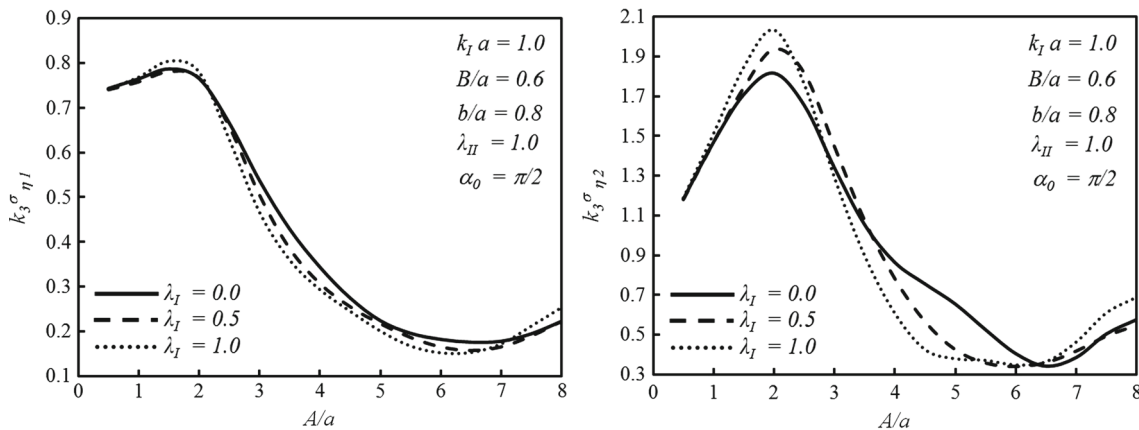 0.9
0.8
0.7
0.6
0.5
0.4
0.3
0.2
0.1
k₃^σ η1
0 1 2 3 4 5 6 7 8
A/a
k_I a = 1.0
B/a = 0.6
b/a = 0.8
λ_II = 1.0
α₀ = π/2
λ_I = 0.0
λ_I = 0.5
λ_I = 1.0
2.1
1.9
1.7
1.5
1.3
1.1
0.9
0.7
0.5
0.3
k₃^σ η2
0 1 2 3 4 5 6 7 8
A/a
k_I a = 1.0
B/a = 0.6
b/a = 0.8
λ_II = 1.0
α₀ = π/2
λ_I = 0.0
λ_I = 0.5
λ_I = 1.0